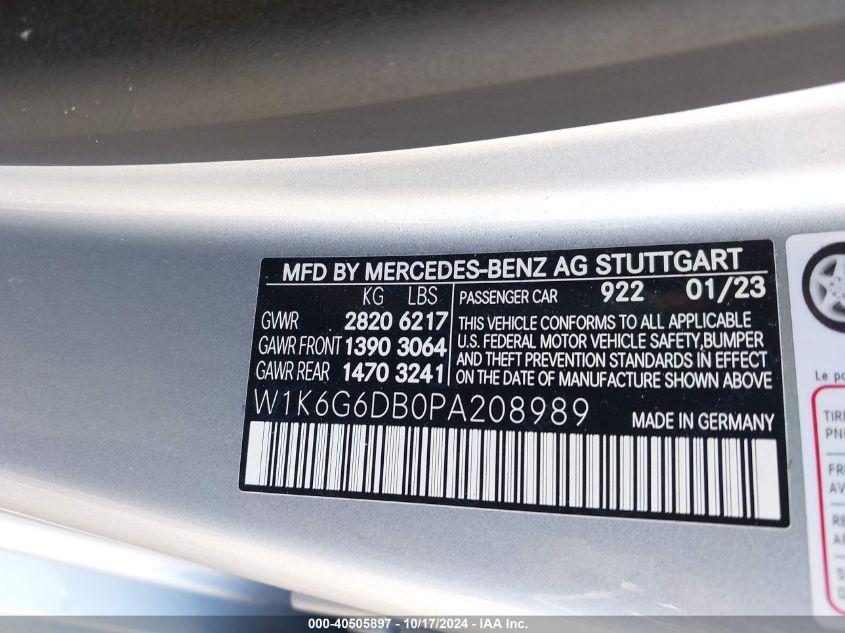 MFD BY MERCEDES-BENZ AG STUTTGART
KG LBS
GVWR 2820 6217
GAWR FRONT 1390 3064
GAWR REAR 1470 3241
PASSENGER CAR 922 01/23
THIS VEHICLE CONFORMS TO ALL APPLICABLE
U.S. FEDERAL MOTOR VEHICLE SAFETY,BUMPER
AND THEFT PREVENTION STANDARDS IN EFFECT
ON THE DATE OF MANUFACTURE SHOWN ABOVE
W1K6G6DB0PA208989 MADE IN GERMANY
Le
TIRE
000-40505897 - 10/17/2024 - IAA Inc.